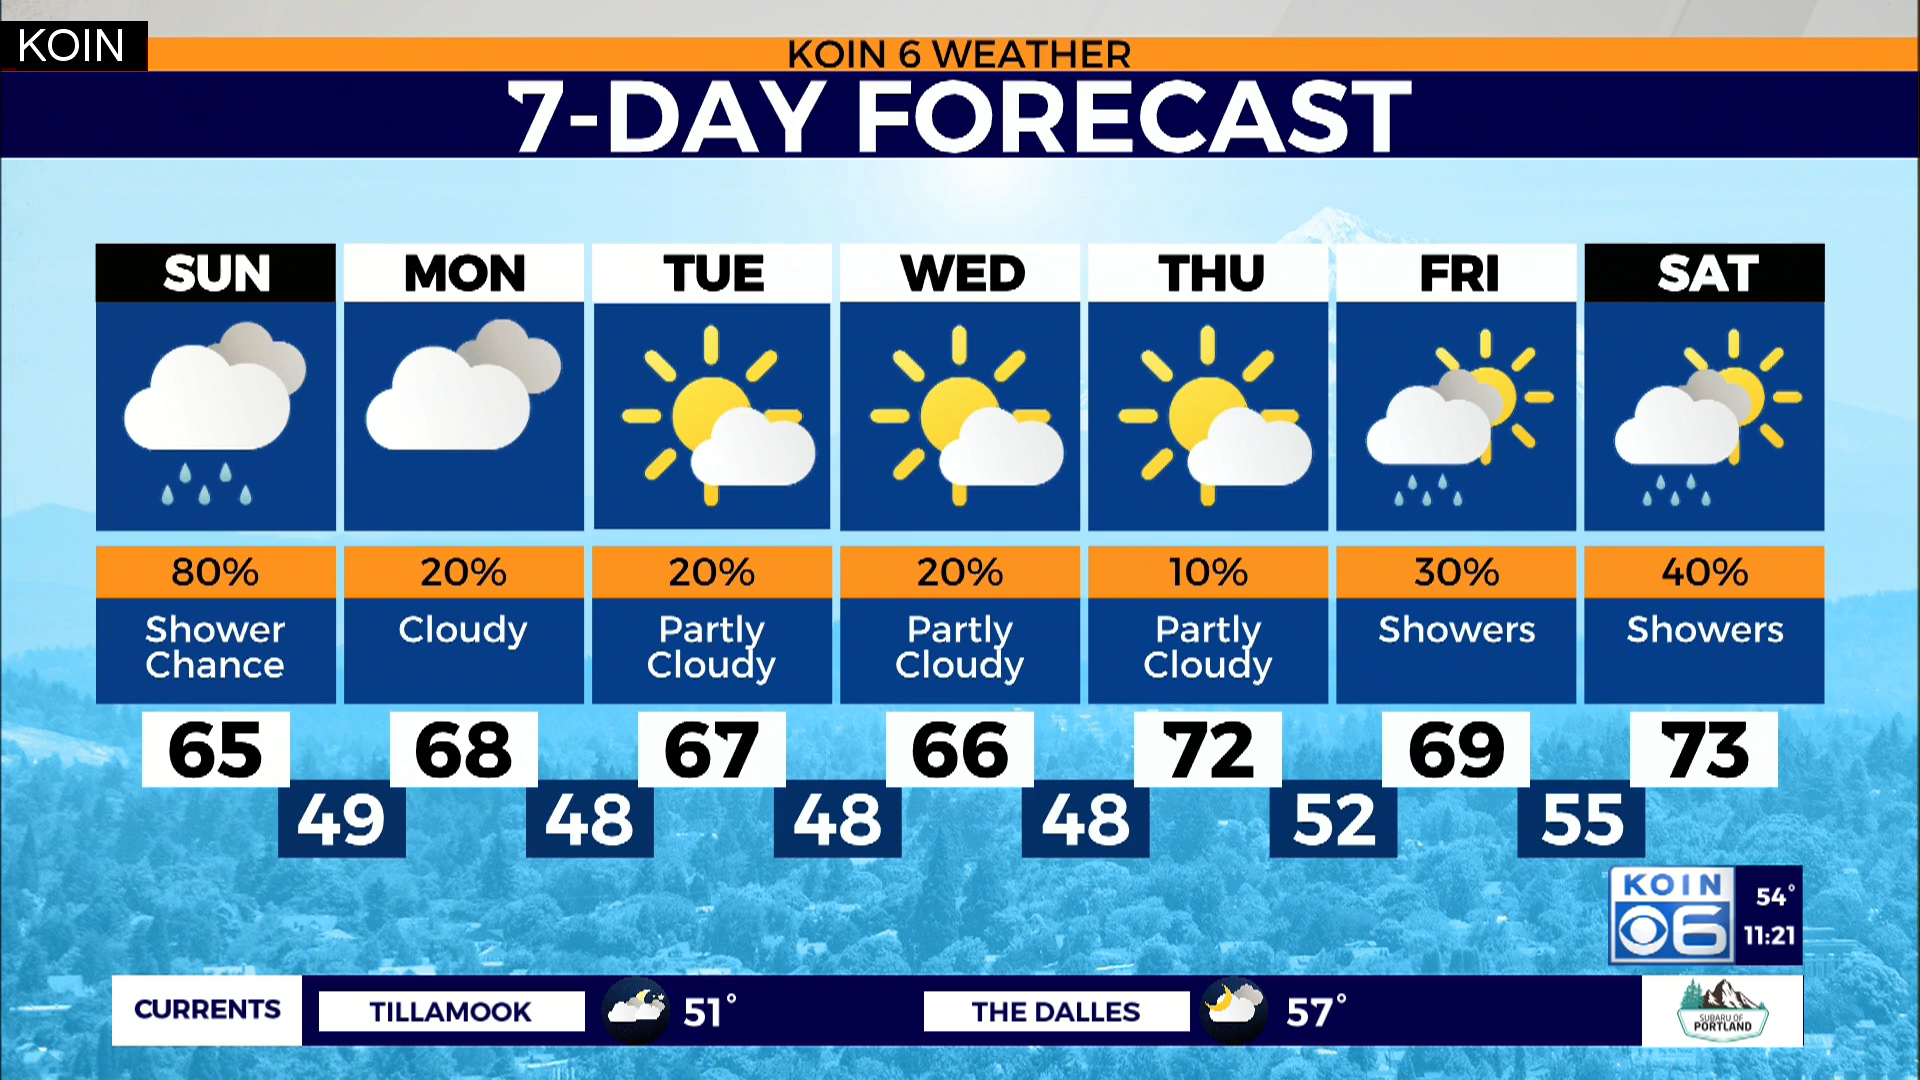 KOIN
KOIN 6 WEATHER
7-DAY FORECAST
SUN
MON
TUE
WED
THU
FRI
SAT
80%
20%
20%
20%
10%
30%
40%
Shower
Chance
Cloudy
Partly
Cloudy
Partly
Cloudy
Partly
Cloudy
Showers
Showers
65
68
67
66
72
69
73
49
48
48
48
52
55
KOIN
6
54°
11:21
CURRENTS
TILLAMOOK
51°
THE DALLES
57°
SUBARU OF
PORTLAND